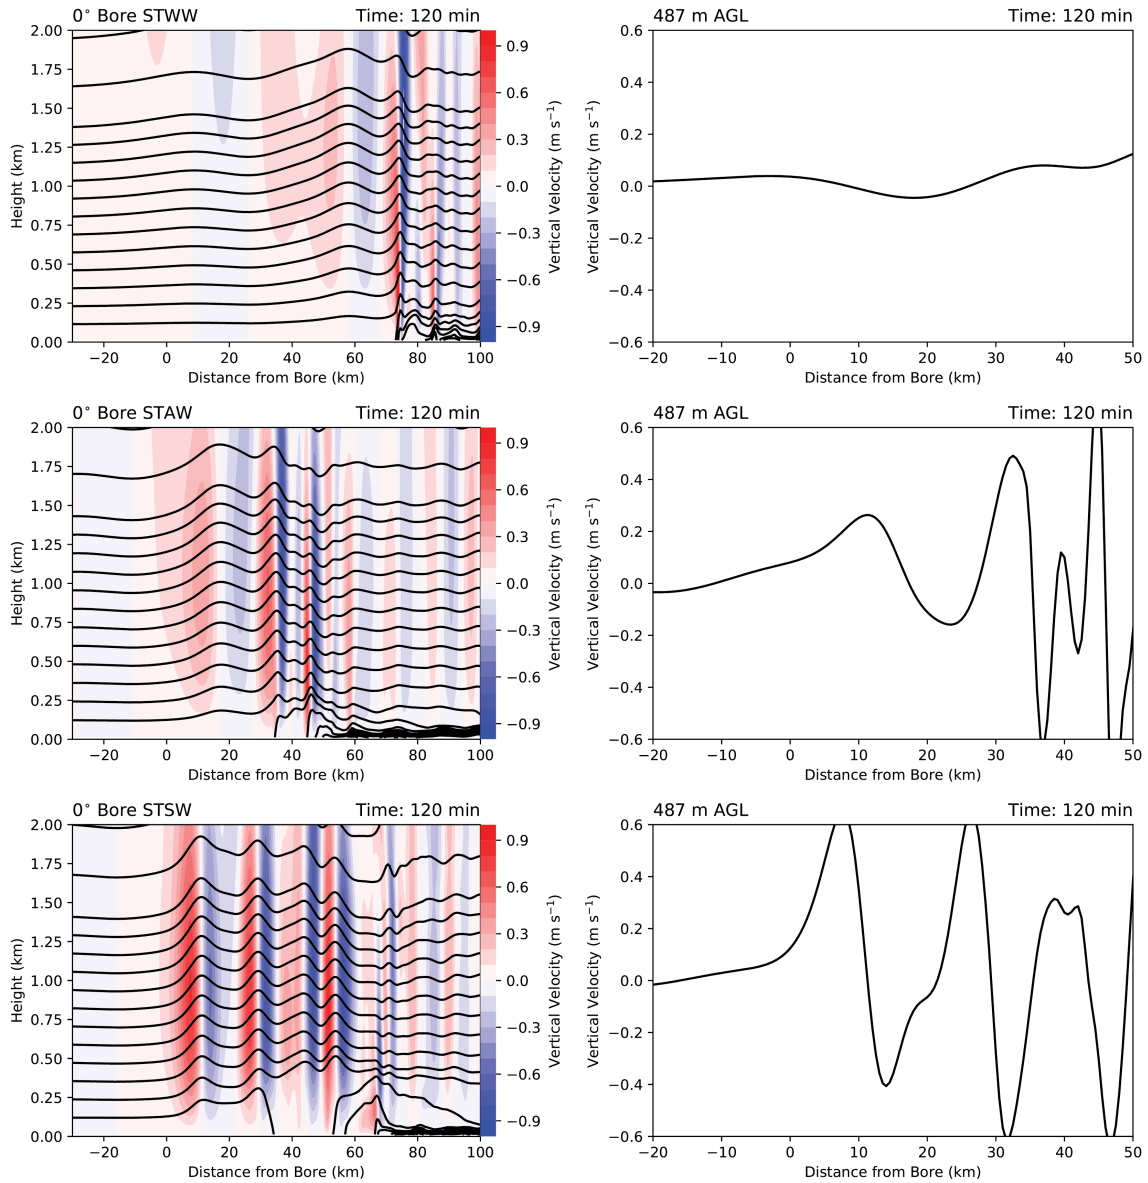 0° Bore STWW Time: 120 min
2.00
1.75
1.50
1.25
1.00
0.75
0.50
0.25
0.00
Height (km)
−20 0 20 40 60 80 100
Distance from Bore (km)
0.9
0.6
0.3
0.0
−0.3
−0.6
−0.9
Vertical Velocity (m s⁻¹)
487 m AGL Time: 120 min
0.6
0.4
0.2
0.0
−0.2
−0.4
−0.6
Vertical Velocity (m s⁻¹)
−20 −10 0 10 20 30 40 50
Distance from Bore (km)
0° Bore STAW Time: 120 min
2.00
1.75
1.50
1.25
1.00
0.75
0.50
0.25
0.00
Height (km)
−20 0 20 40 60 80 100
Distance from Bore (km)
0.9
0.6
0.3
0.0
−0.3
−0.6
−0.9
Vertical Velocity (m s⁻¹)
487 m AGL Time: 120 min
0.6
0.4
0.2
0.0
−0.2
−0.4
−0.6
Vertical Velocity (m s⁻¹)
−20 −10 0 10 20 30 40 50
Distance from Bore (km)
0° Bore STSW Time: 120 min
2.00
1.75
1.50
1.25
1.00
0.75
0.50
0.25
0.00
Height (km)
−20 0 20 40 60 80 100
Distance from Bore (km)
0.9
0.6
0.3
0.0
−0.3
−0.6
−0.9
Vertical Velocity (m s⁻¹)
487 m AGL Time: 120 min
0.6
0.4
0.2
0.0
−0.2
−0.4
−0.6
Vertical Velocity (m s⁻¹)
−20 −10 0 10 20 30 40 50
Distance from Bore (km)